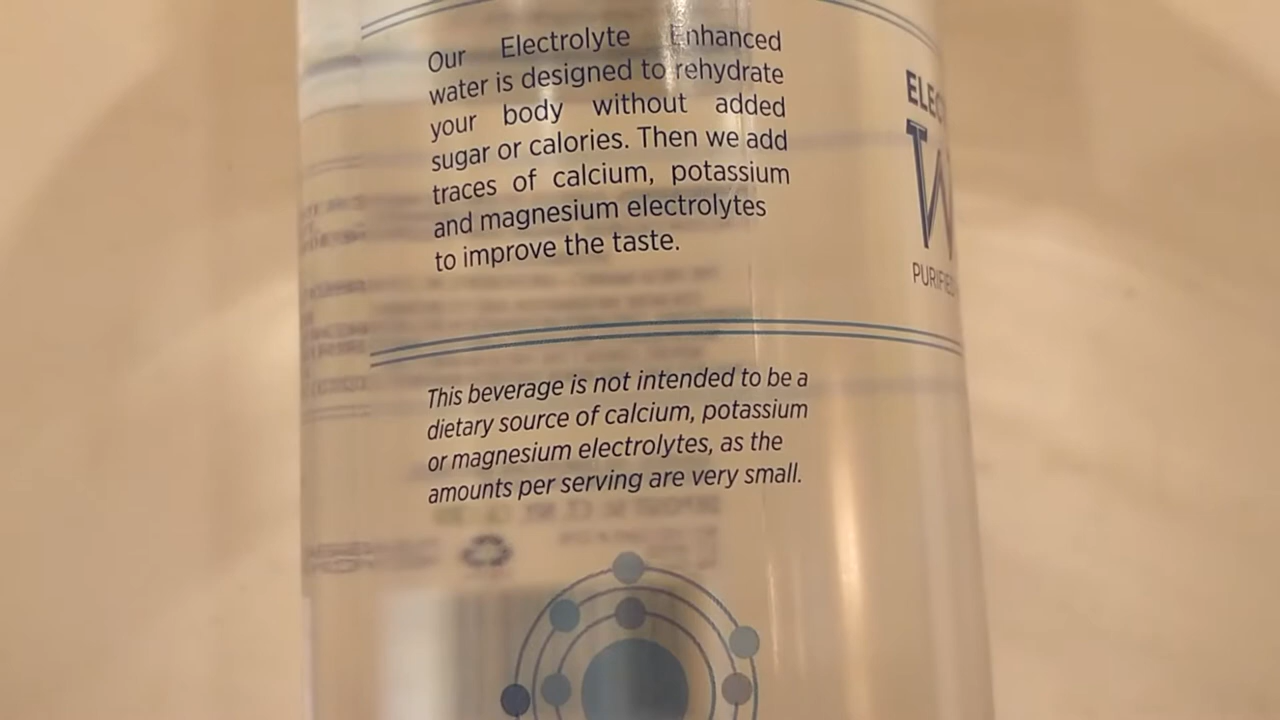 Our Electrolyte Enhanced
water is designed to rehydrate
your body without added
sugar or calories. Then we add
traces of calcium, potassium
and magnesium electrolytes
to improve the taste.
This beverage is not intended to be a
dietary source of calcium, potassium
or magnesium electrolytes, as the
amounts per serving are very small.